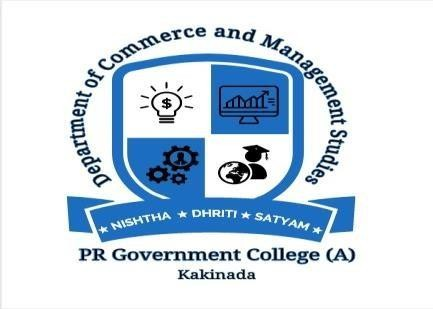 Department of Commerce and Management Studies
$
★ NISHTHA ★ DHRITI ★ SATYAM ★
PR Government College (A)
Kakinada